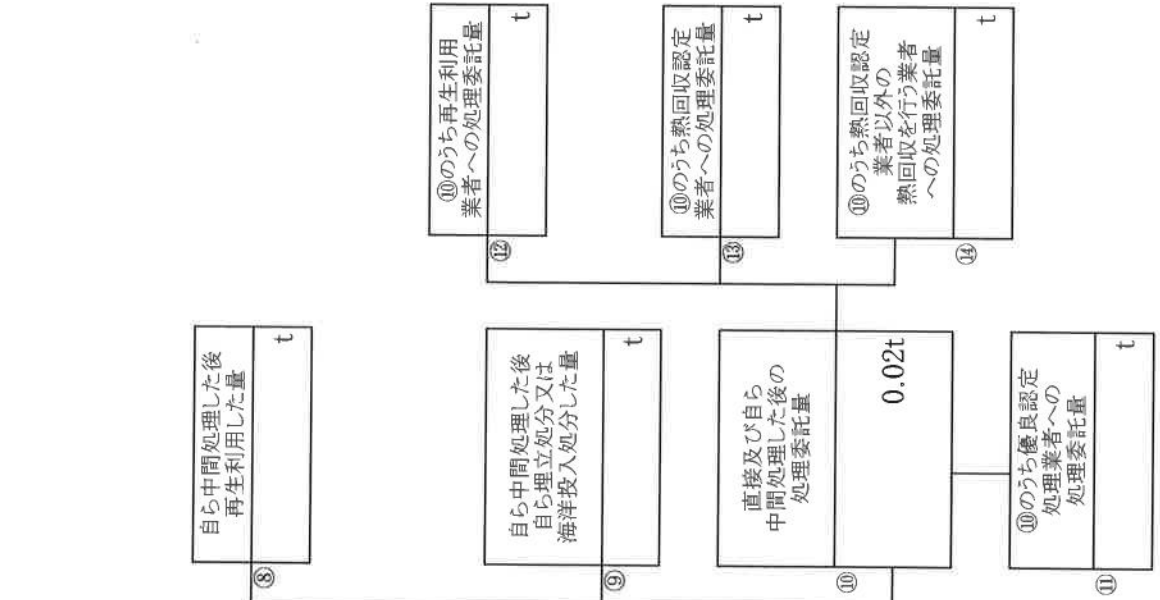 ⑧
自ら中間処理した後
再生利用した量
t
⑨
自ら中間処理した後
自ら埋立処分又は
海洋投入処分した量
t
⑩
直接及び自ら
中間処理した後の
処理委託量
0.02t
⑪
⑩のうち優良認定
処理業者への
処理委託量
t
⑫
⑩のうち再生利用
業者への処理委託量
t
⑬
⑩のうち熱回収認定
業者への処理委託量
t
⑭
⑩のうち熱回収認定
業者以外の
熱回収を行う業者
への処理委託量
t